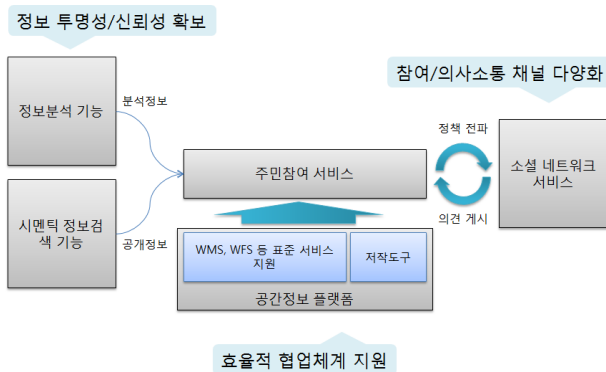 정보 투명성/신뢰성 확보
참여/의사소통 채널 다양화
정보분석 기능
분석정보
정책 전파
주민참여 서비스
소셜 네트워크
서비스
시멘틱 정보검
색 기능
의견 게시
공개정보
WMS, WFS 등 표준 서비스
지원
저작도구
공간정보 플랫폼
효율적 협업체계 지원